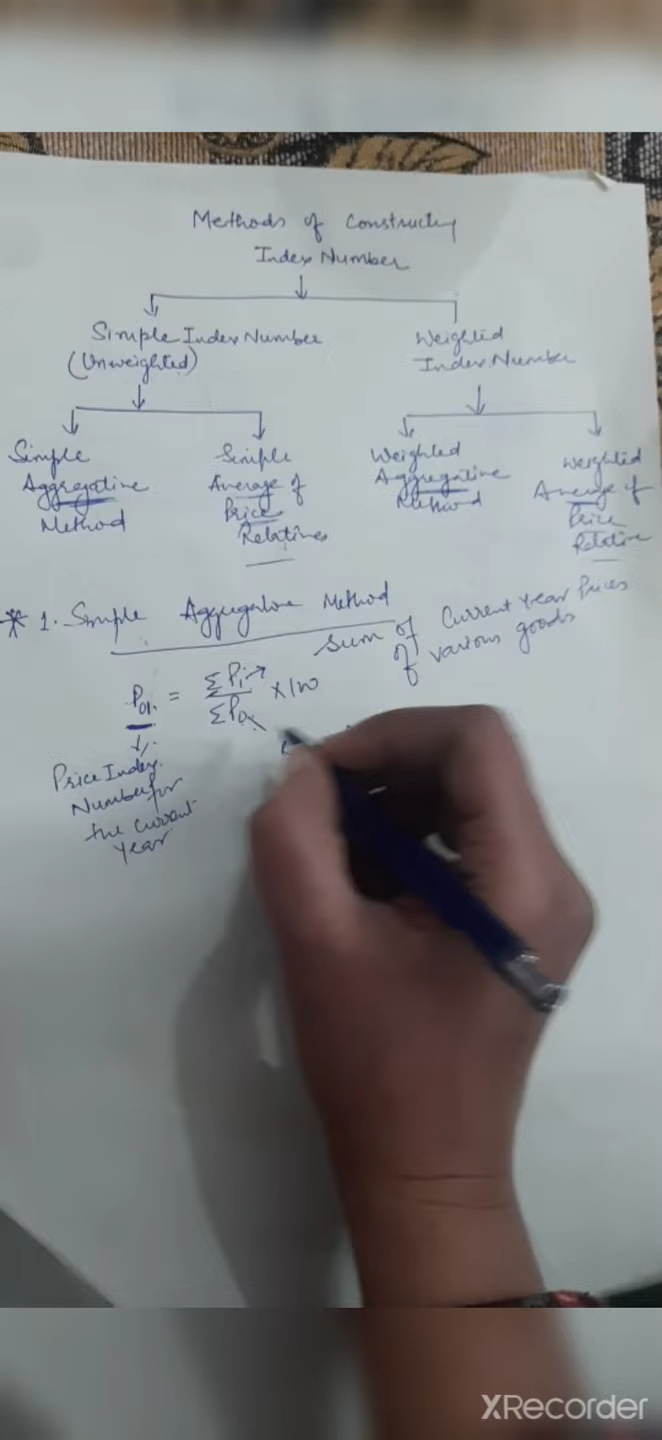 Methods of Constructing
Index Number
Simple Index Number
(Unweighted)
Weighted
Index Number
Simple
Aggregative
Method
Simple
Average of
Price
Relatives
Weighted
Aggregative
Method
Weighted
Average of
Price
Relative
* 1. Simple Aggregative Method
P01 = ΣP1 / ΣP0 × 100
Sum of Current Year Prices
of various goods
Price Index
Number for
the current
Year
XRecorder